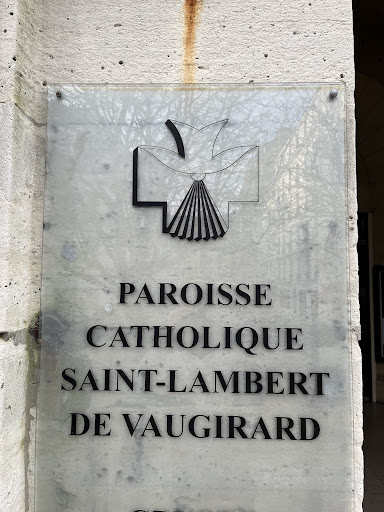 PAROISSE
CATHOLIQUE
SAINT-LAMBERT
DE VAUGIRARD